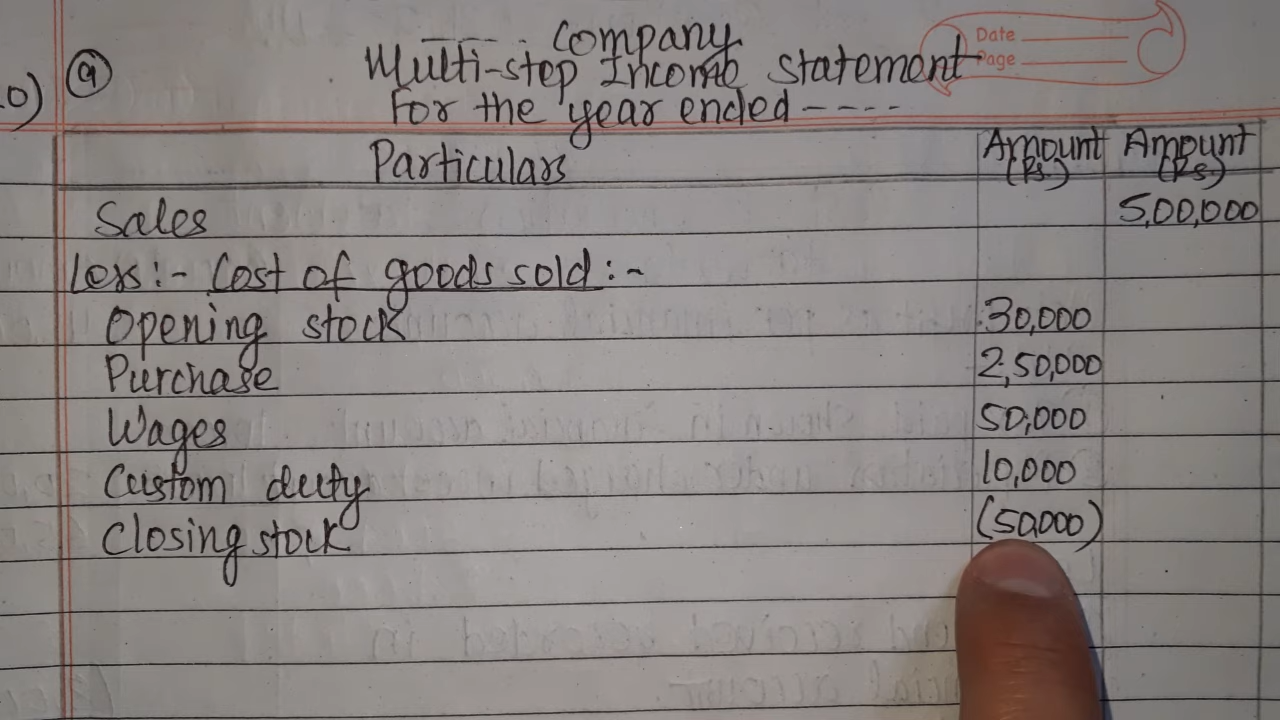 ---- Company
Date
Page
0) (a) Multi-step Income statement
For the year ended ----
Particulars Amount (Rs.) Amount (Rs)
Sales 5,00,000
Less:- Cost of goods sold:-
Opening stock 30,000
Purchase 2,50,000
Wages 50,000
Custom duty 10,000
Closing stock (50,000)